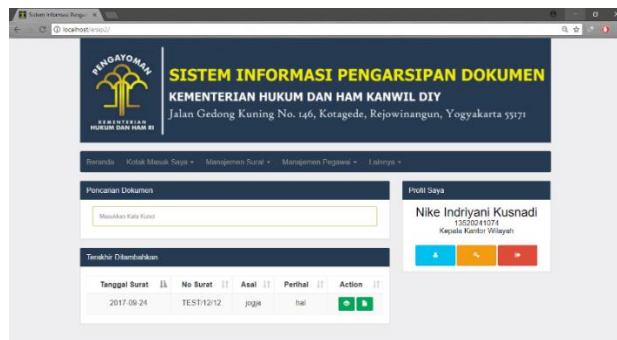 Sistem Informasi Pengar
localhost/arsip2/
PENGAYOMAN
KEMENTERIAN
HUKUM DAN HAM RI
SISTEM INFORMASI PENGARSIPAN DOKUMEN
KEMENTERIAN HUKUM DAN HAM KANWIL DIY
Jalan Gedong Kuning No. 146, Kotagede, Rejowinangun, Yogyakarta 55171
Beranda Kotak Masuk Saya Manajemen Surat Manajemen Pegawai Lainnya
Pencarian Dokumen
Masukkan Kata Kunci
Terakhir Ditambahkan
Tanggal Surat No Surat Asal Perihal Action
2017-09-24 TEST/12/12 jogja hal
Profil Saya
Nike Indriyani Kusnadi
13520241074
Kepala Kantor Wilayah